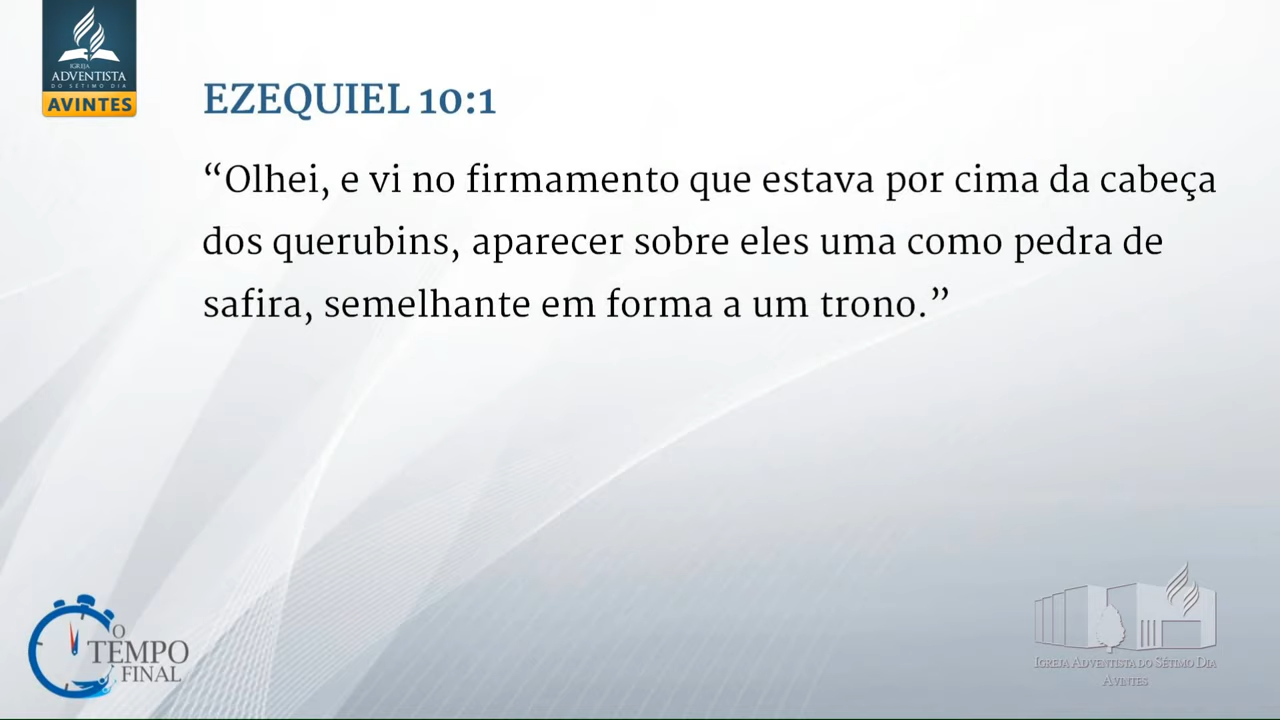 IGREJA
ADVENTISTA
DO SÉTIMO DIA
AVINTES
EZEQUIEL 10:1
“Olhei, e vi no firmamento que estava por cima da cabeça
dos querubins, aparecer sobre eles uma como pedra de
safira, semelhante em forma a um trono.”
O
TEMPO
FINAL
IGREJA ADVENTISTA DO SÉTIMO DIA
AVINTES